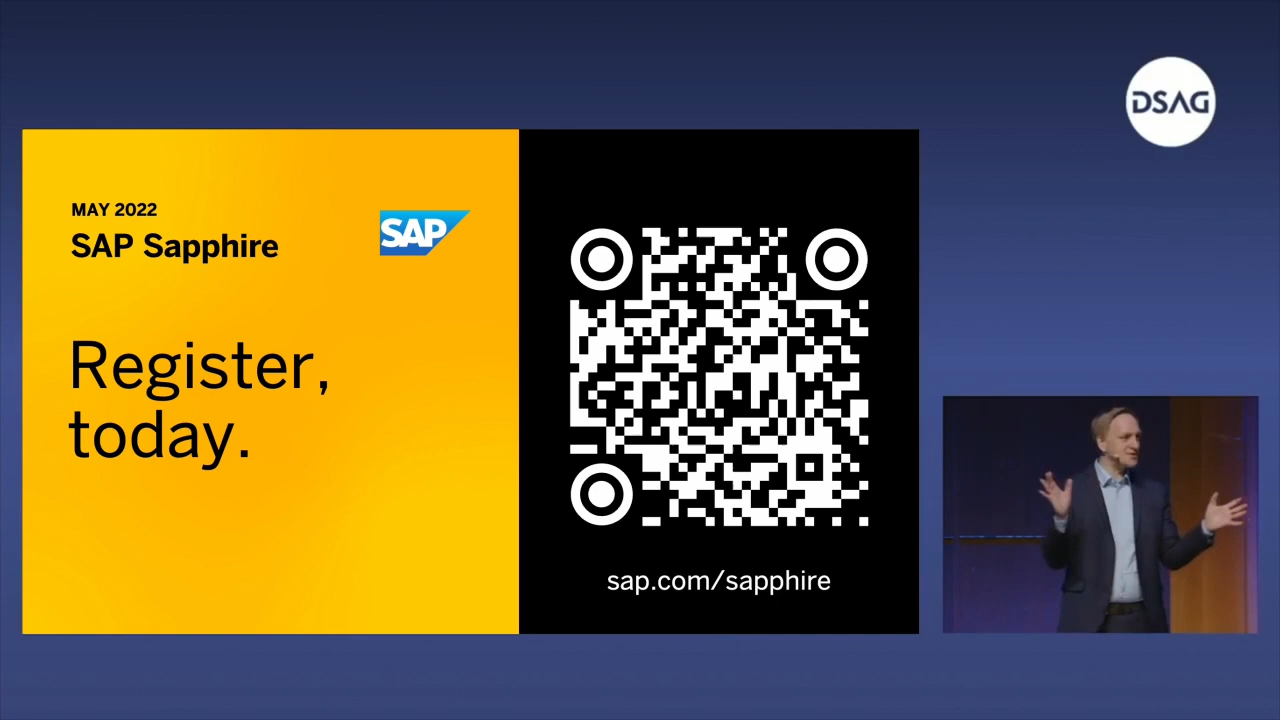 DSAG
MAY 2022
SAP Sapphire
SAP
Register,
today.
sap.com/sapphire